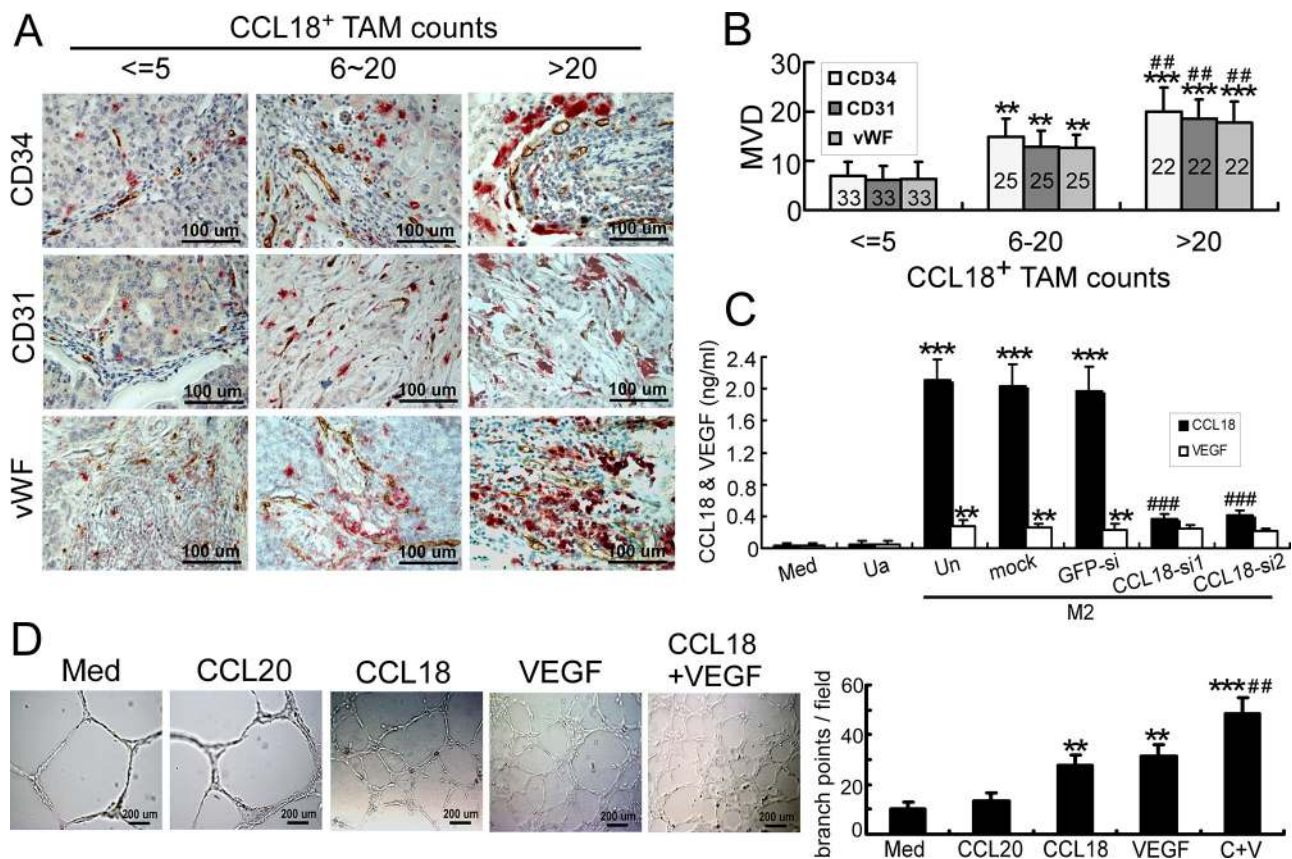 A
CCL18+ TAM counts
<=5 6~20 >20
CD34
100 um 100 um 100 um
CD31
100 um 100 um 100 um
vWF
100 um 100 um 100 um
B
MVD
30
20
10
0
CD34
CD31
vWF
** ** **
## ## ##
*** *** ***
33 33 33 25 25 25 22 22 22
<=5 6-20 >20
CCL18+ TAM counts
C
CCL18 & VEGF (ng/ml)
2.4
2.0
1.6
1.2
0.8
0.4
0
*** *** ***
** ** **
### ###
CCL18
VEGF
Med Ua Un mock GFP-si CCL18-si1 CCL18-si2
M2
D
Med CCL20 CCL18 VEGF CCL18
+VEGF
200 um 200 um 200 um 200 um 200 um
branch points / field
60
40
20
0
** ** ***##
Med CCL20 CCL18 VEGF C+V